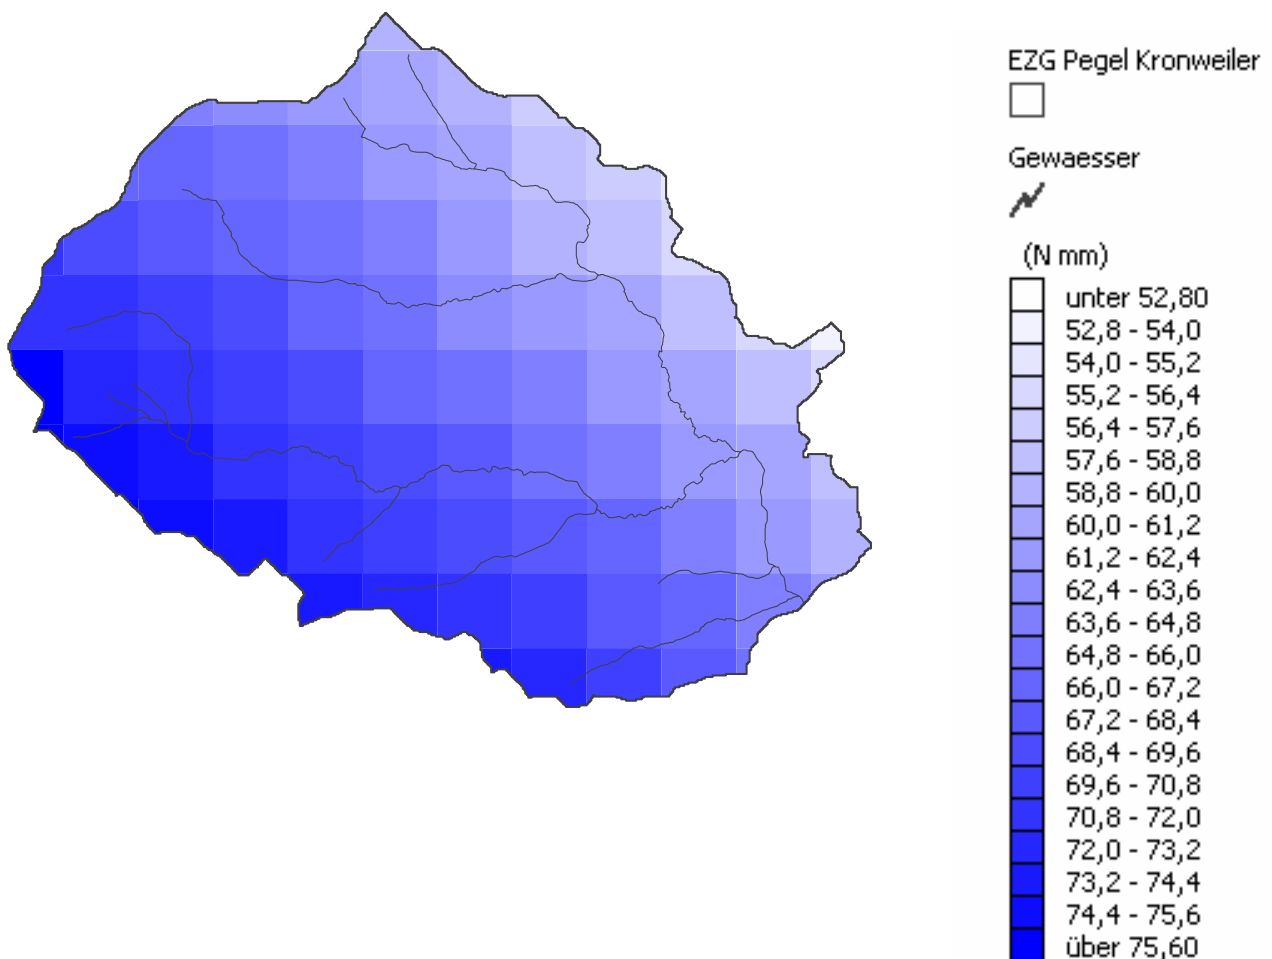 EZG Pegel Kronweiler
Gewaesser
(N mm)
unter 52,80
52,8 - 54,0
54,0 - 55,2
55,2 - 56,4
56,4 - 57,6
57,6 - 58,8
58,8 - 60,0
60,0 - 61,2
61,2 - 62,4
62,4 - 63,6
63,6 - 64,8
64,8 - 66,0
66,0 - 67,2
67,2 - 68,4
68,4 - 69,6
69,6 - 70,8
70,8 - 72,0
72,0 - 73,2
73,2 - 74,4
74,4 - 75,6
über 75,60